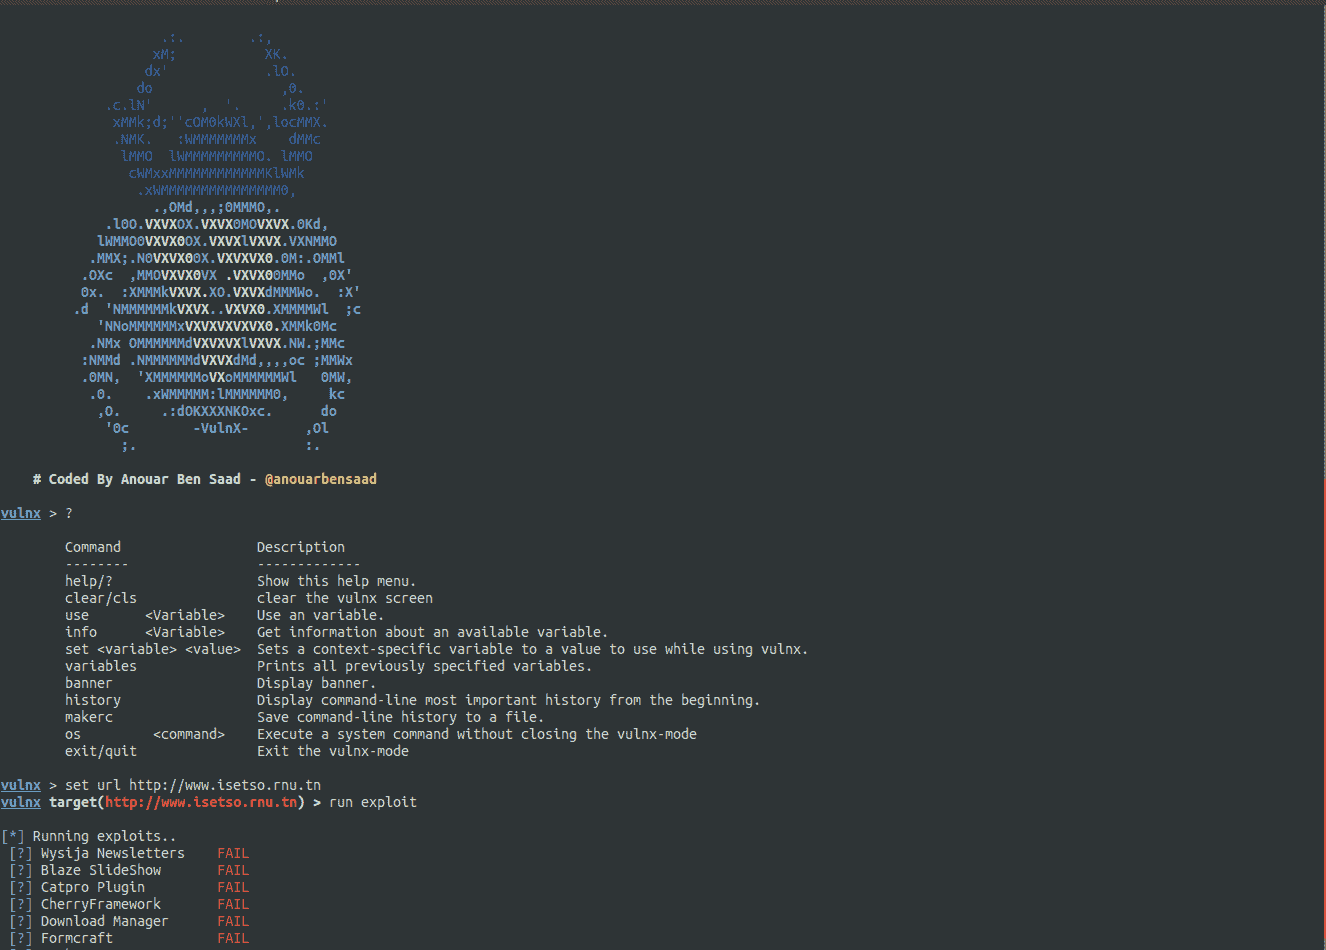 .:.        .:,
xM;           XK.
dx'            .lO.
do                ,0.
.c.lN'      ,  '.     .k0.:'
xMMk;d;''cOM0kWXl,',locMMX.
.NMK.   :WMMMMMMMx    dMMc
lMMO  lWMMMMMMMMMO. lMMO
cWMxxMMMMMMMMMMMMKlWMk
.xWMMMMMMMMMMMMMMM0,
.,OMd,,,;0MMMO,.
.l0O.VXVXOX.VXVX0MOVXVX.0Kd,
lWMMO0VXVX0OX.VXVXlVXVX.VXNMMO
.MMX;.N0VXVX00X.VXVXVX0.0M:.OMMl
.OXc  ,MMOVXVX0VX .VXVX00MMo  ,0X'
0x.  :XMMMkVXVX.XO.VXVXdMMMWo.  :X'
.d  'NMMMMMMkVXVX..VXVX0.XMMMMWl  ;c
'NNoMMMMMMxVXVXVXVXVX0.XMMk0Mc
.NMx OMMMMMMdVXVXVXlVXVX.NW.;MMc
:NMMd .NMMMMMMdVXVXdMd,,,,oc ;MMWx
.0MN,  'XMMMMMMoVXoMMMMMMWl   0MW,
.0.    .xWMMMMM:lMMMMMM0,     kc
,O.     .:dOKXXXNKOxc.      do
'0c        -VulnX-       ,Ol
;.                     :.
# Coded By Anouar Ben Saad - @anouarbensaad
vulnx > ?
Command                 Description
--------                -------------
help/?                  Show this help menu.
clear/cls               clear the vulnx screen
use       <Variable>    Use an variable.
info      <Variable>    Get information about an available variable.
set <variable> <value>  Sets a context-specific variable to a value to use while using vulnx.
variables               Prints all previously specified variables.
banner                  Display banner.
history                 Display command-line most important history from the beginning.
makerc                  Save command-line history to a file.
os         <command>    Execute a system command without closing the vulnx-mode
exit/quit               Exit the vulnx-mode
vulnx > set url http://www.isetso.rnu.tn
vulnx target(http://www.isetso.rnu.tn) > run exploit
[*] Running exploits..
[?] Wysija Newsletters    FAIL
[?] Blaze SlideShow       FAIL
[?] Catpro Plugin         FAIL
[?] CherryFramework       FAIL
[?] Download Manager      FAIL
[?] Formcraft             FAIL